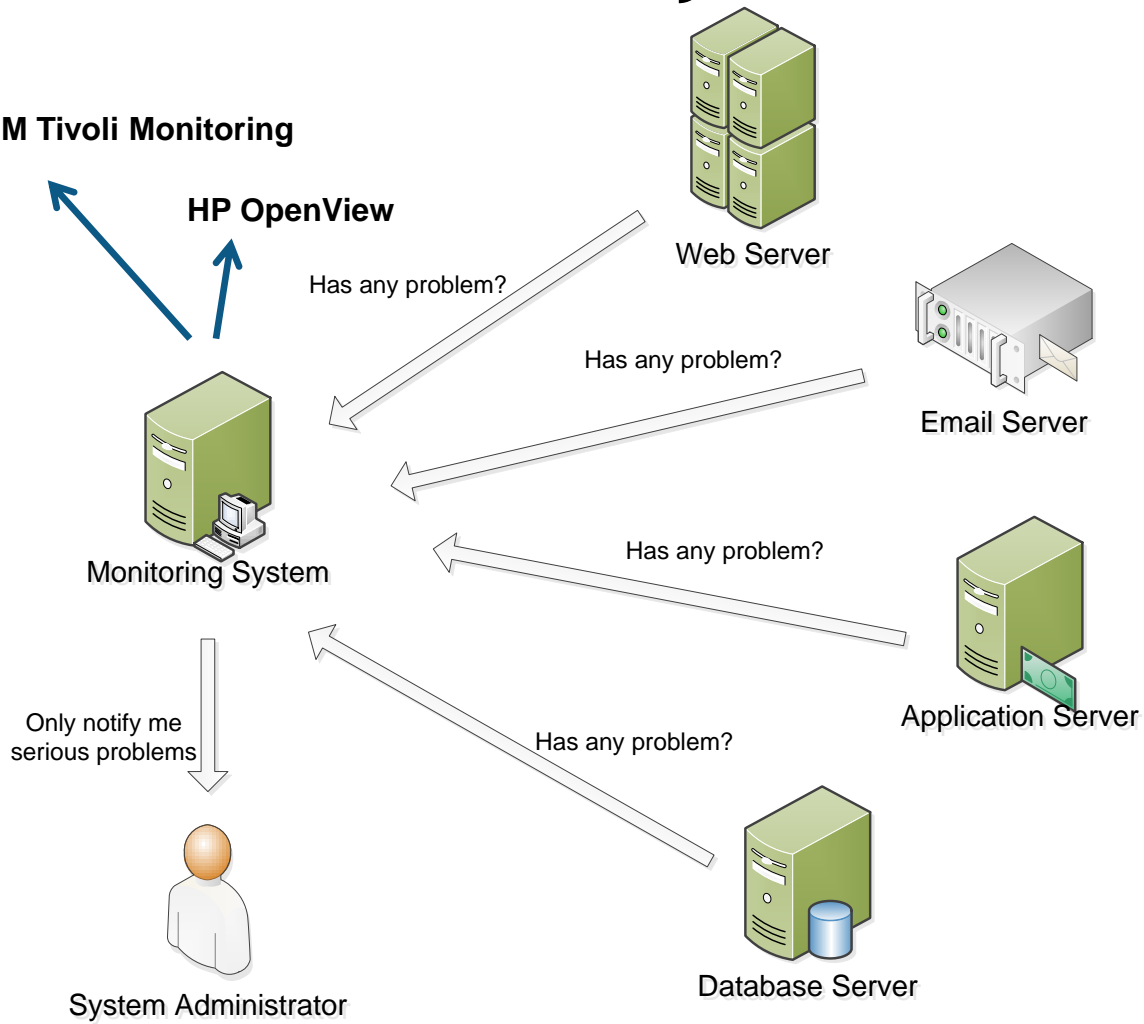 M Tivoli Monitoring
HP OpenView
Web Server
Has any problem?
Has any problem?
Email Server
Monitoring System
Has any problem?
Application Server
Only notify me
serious problems
Has any problem?
System Administrator
Database Server